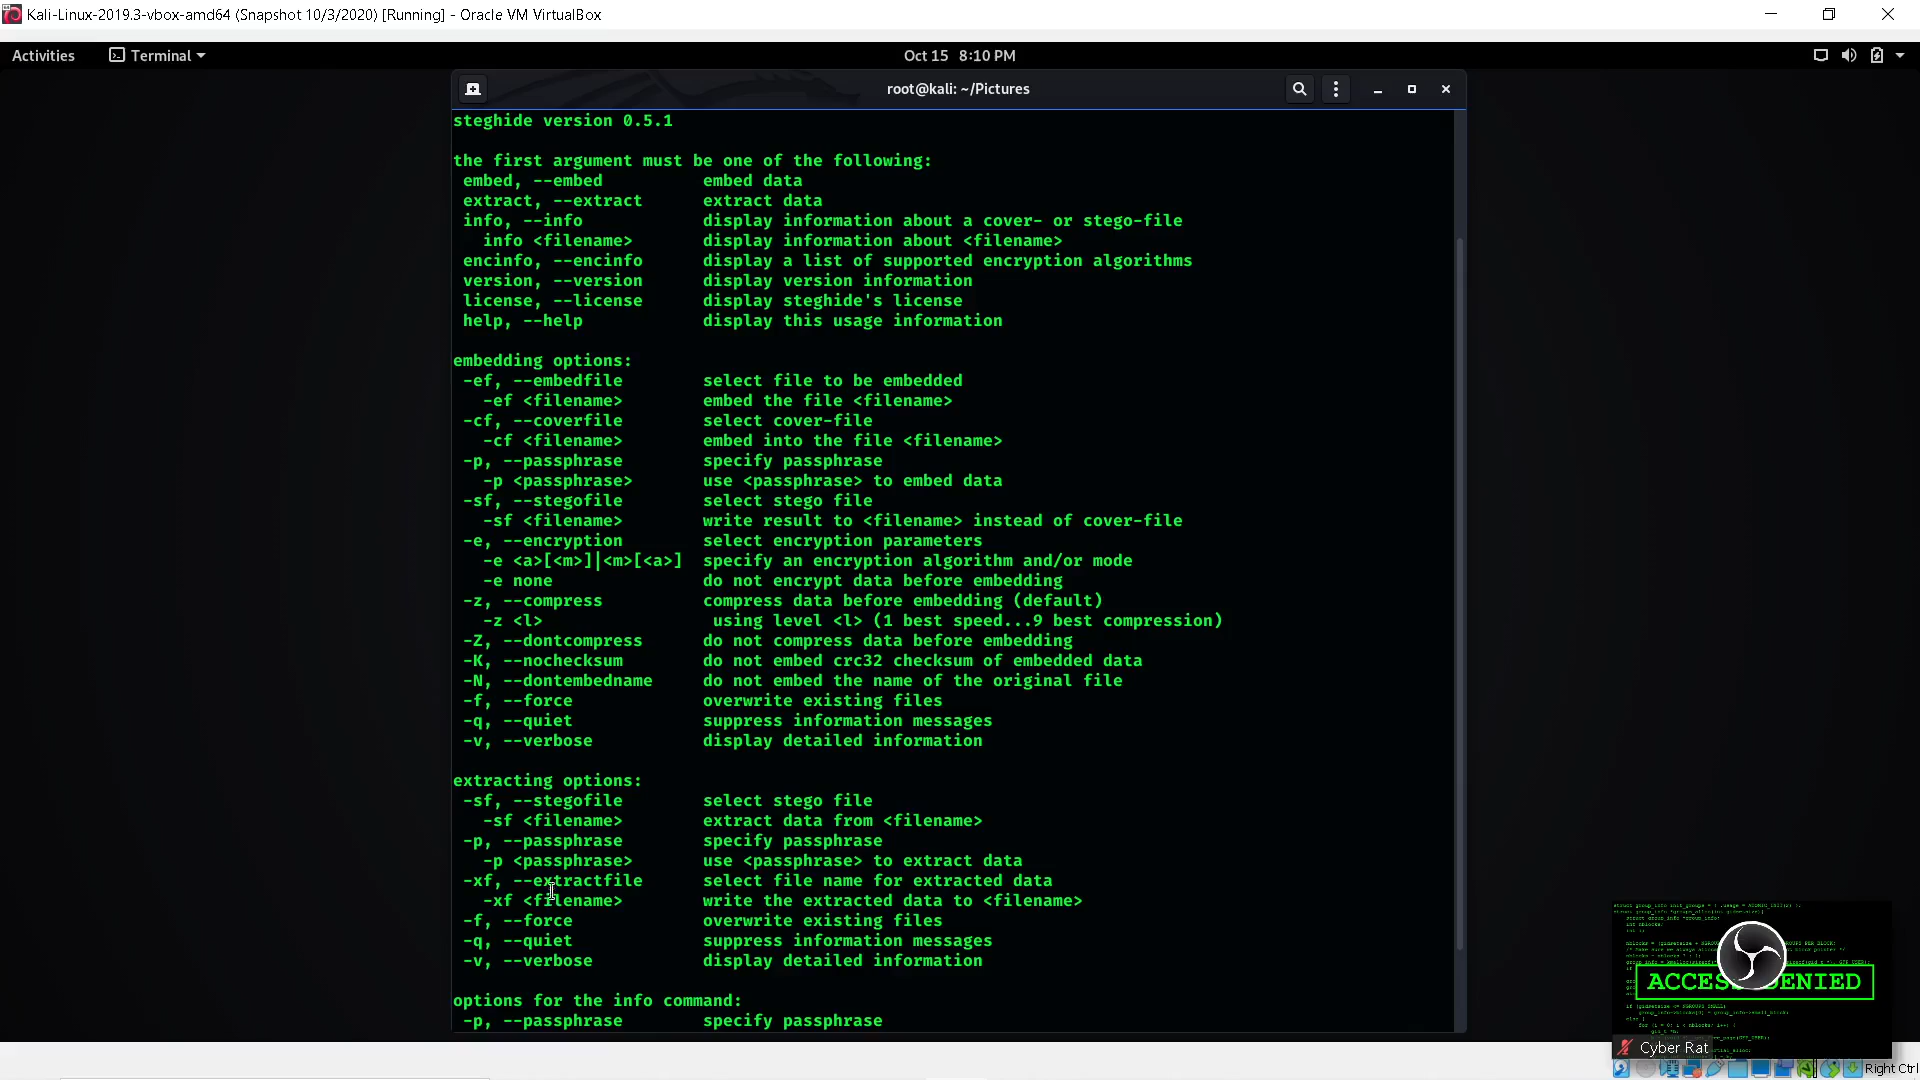 Kali-Linux-2019.3-vbox-amd64 (Snapshot 10/3/2020) [Running] - Oracle VM VirtualBox
Activities
Terminal
Oct 15 8:10 PM
root@kali: ~/Pictures
steghide version 0.5.1
the first argument must be one of the following:
embed, --embed embed data
extract, --extract extract data
info, --info display information about a cover- or stego-file
info <filename> display information about <filename>
encinfo, --encinfo display a list of supported encryption algorithms
version, --version display version information
license, --license display steghide's license
help, --help display this usage information
embedding options:
-ef, --embedfile select file to be embedded
-ef <filename> embed the file <filename>
-cf, --coverfile select cover-file
-cf <filename> embed into the file <filename>
-p, --passphrase specify passphrase
-p <passphrase> use <passphrase> to embed data
-sf, --stegofile select stego file
-sf <filename> write result to <filename> instead of cover-file
-e, --encryption select encryption parameters
-e <a>[<m>]|<m>[<a>] specify an encryption algorithm and/or mode
-e none do not encrypt data before embedding
-z, --compress compress data before embedding (default)
-z <l> using level <l> (1 best speed...9 best compression)
-Z, --dontcompress do not compress data before embedding
-K, --nochecksum do not embed crc32 checksum of embedded data
-N, --dontembedname do not embed the name of the original file
-f, --force overwrite existing files
-q, --quiet suppress information messages
-v, --verbose display detailed information
extracting options:
-sf, --stegofile select stego file
-sf <filename> extract data from <filename>
-p, --passphrase specify passphrase
-p <passphrase> use <passphrase> to extract data
-xf, --extractfile select file name for extracted data
-xf <filename> write the extracted data to <filename>
-f, --force overwrite existing files
-q, --quiet suppress information messages
-v, --verbose display detailed information
options for the info command:
-p, --passphrase specify passphrase
ACCESS DENIED
Cyber Rat
Right Ctrl